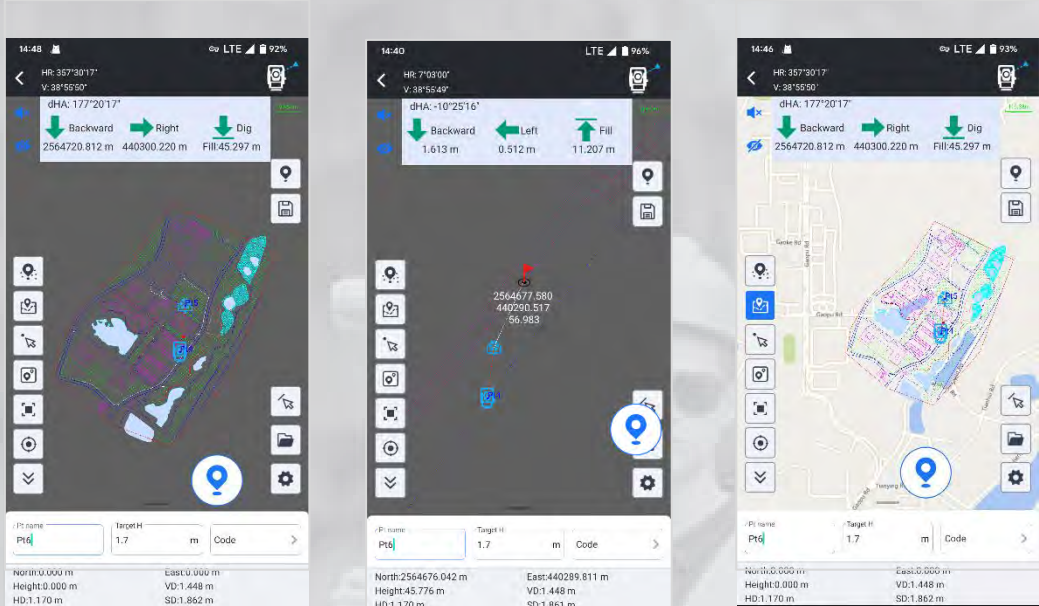 14:48
LTE 92%
HR: 357°30'17"
V: 38°55'50"
dHA: 177°20'17"
Backward Right Dig
2564720.812 m 440300.220 m Fill:45.297 m
Pt5
Pt name Target H
Pt6 1.7 m Code
North:0.000 m East:0.000 m
Height:0.000 m VD:1.448 m
HD:1.170 m SD:1.862 m
14:40
LTE 96%
HR: 7°03'00"
V: 38°55'49"
dHA: -10°25'16"
Backward Left Fill
1.613 m 0.512 m 11.207 m
2564677.580
440290.517
56.983
Pt name Target H
Pt6 1.7 m Code
North:2564676.042 m East:440289.811 m
Height:45.776 m VD:1.448 m
HD:1.170 m SD:1.861 m
14:46
LTE 93%
HR: 357°30'17"
V: 38°55'50"
dHA: 177°20'17"
Backward Right Dig
2564720.812 m 440300.220 m Fill:45.297 m
Gaoke Rd
Gaopu Rd
Pt5
Pt name Target H
Pt6 1.7 m Code
North:0.000 m East:0.000 m
Height:0.000 m VD:1.448 m
HD:1.170 m SD:1.862 m